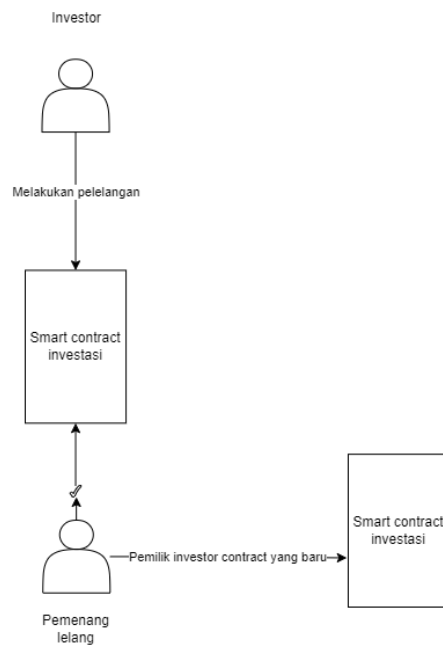 Investor
Melakukan pelelangan
Smart contract
investasi
Pemilik investor contract yang baru
Smart contract
investasi
Pemenang
lelang